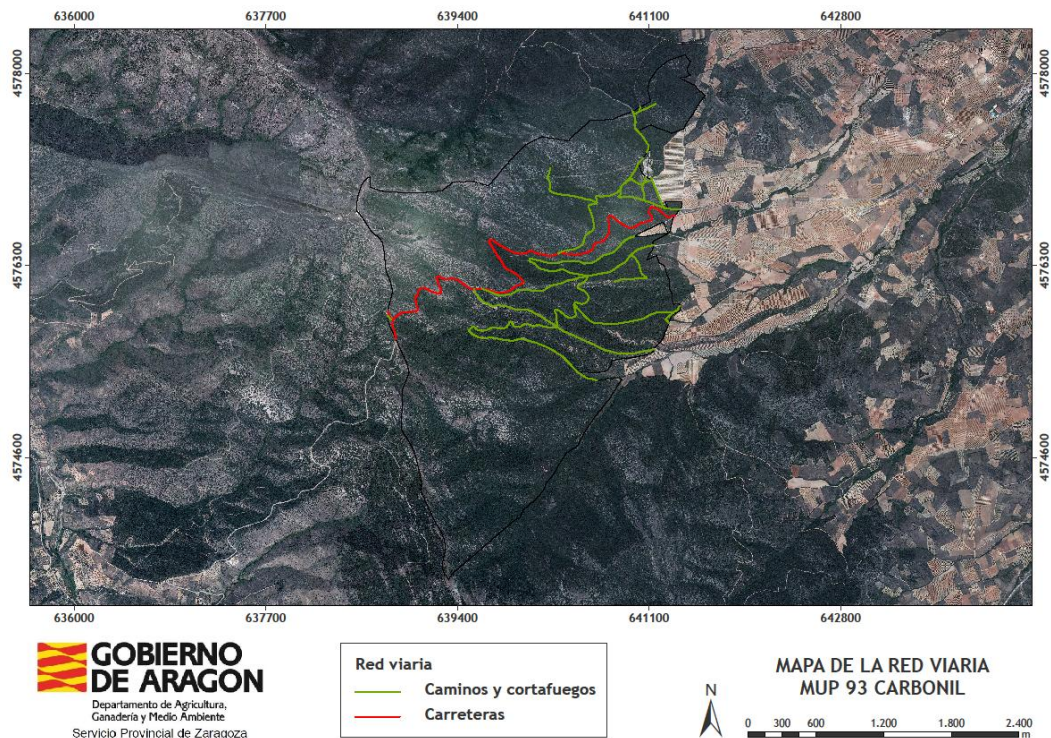 636000 637700 639400 641100 642800
4578000 4578000
4576300 4576300
4574600 4574600
636000 637700 639400 641100 642800
GOBIERNO
DE ARAGON
Departamento de Agricultura,
Ganadería y Medio Ambiente
Servicio Provincial de Zaragoza
Red viaria
Caminos y cortafuegos
Carreteras
MAPA DE LA RED VIARIA
MUP 93 CARBONIL
N
0 300 600 1.200 1.800 2.400
m